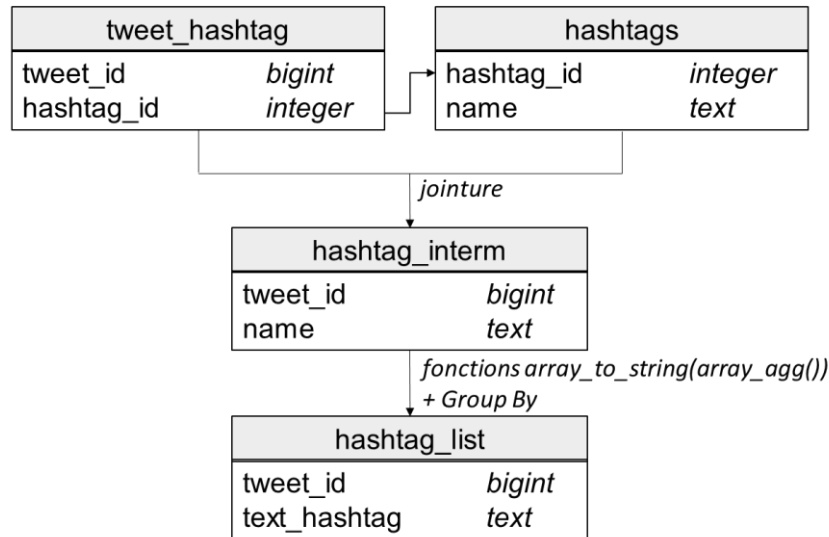 tweet_hashtag
tweet_id bigint
hashtag_id integer
hashtags
hashtag_id integer
name text
jointure
hashtag_interm
tweet_id bigint
name text
fonctions array_to_string(array_agg())
+ Group By
hashtag_list
tweet_id bigint
text_hashtag text